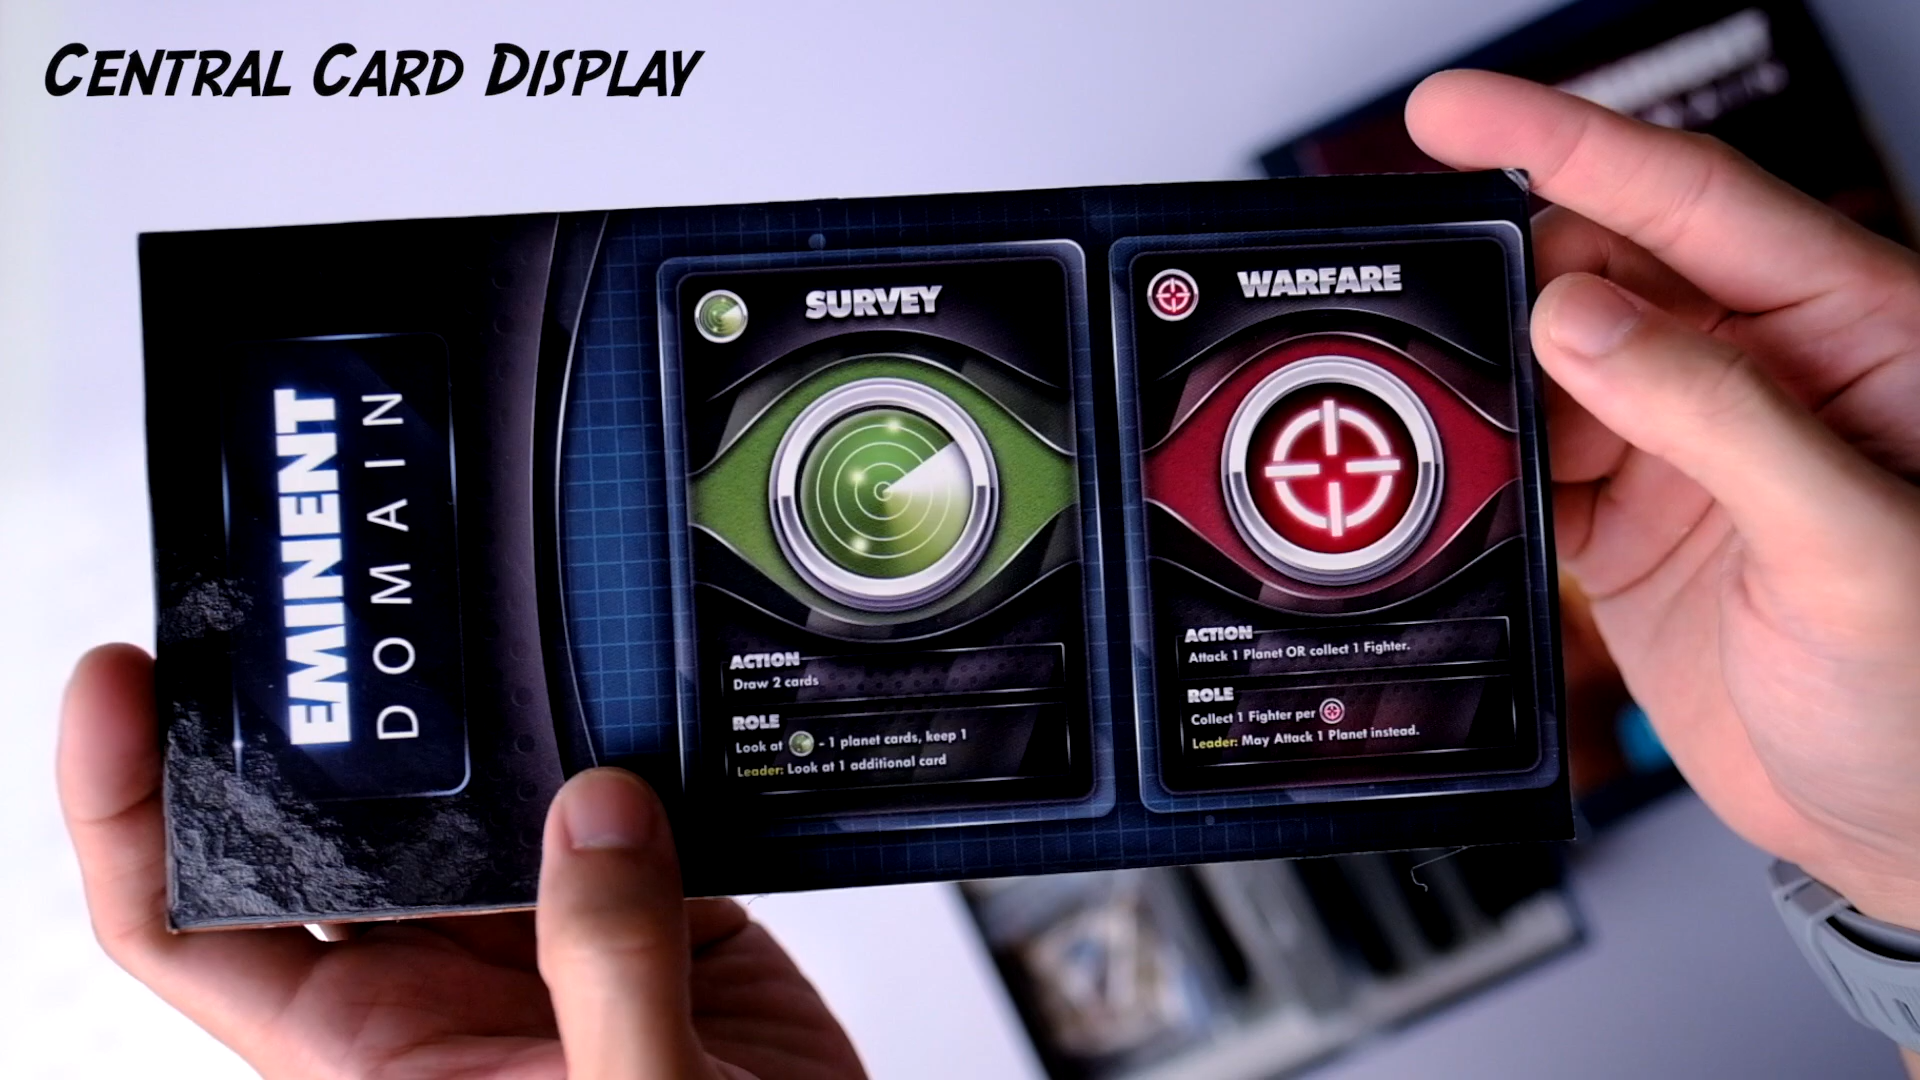 CENTRAL CARD DISPLAY
EMINENT
DOMAIN
SURVEY
ACTION
Draw 2 cards
ROLE
Look at - 1 planet cards, keep 1
Leader: Look at 1 additional card
WARFARE
ACTION
Attack 1 Planet OR collect 1 Fighter.
ROLE
Collect 1 Fighter per
Leader: May Attack 1 Planet instead.